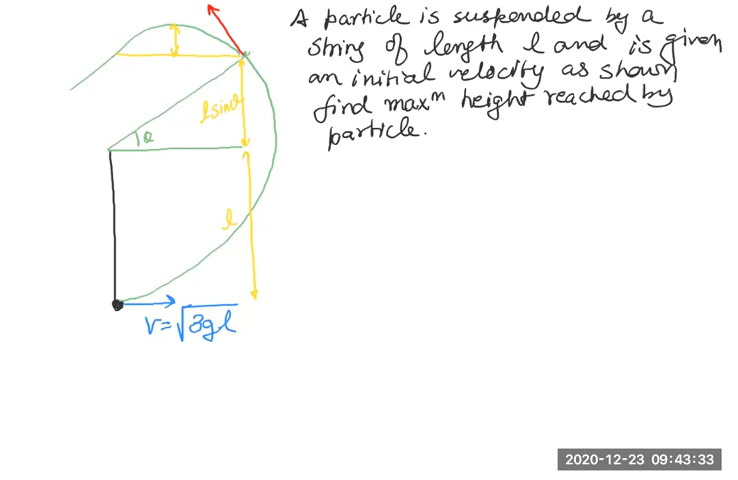 A particle is suspended by a
string of length l and is given
an initial velocity as shown
find maxᵐ height reached by
particle.
l sinθ
θ
l
v=√3gl
2020-12-23 09:43:33